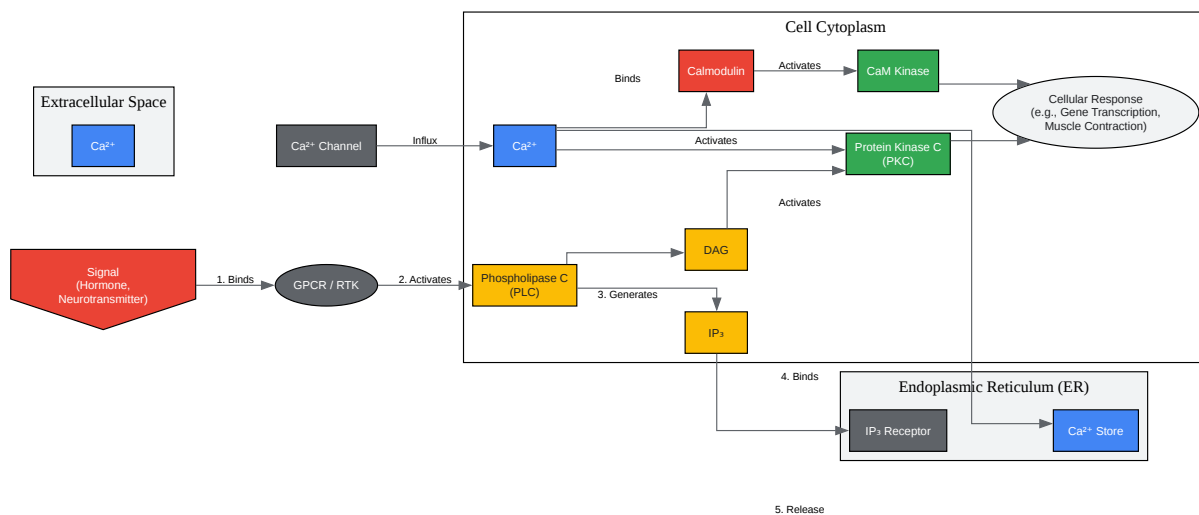 Cell Cytoplasm
Calmodulin
Activates
CaM Kinase
Binds
Extracellular Space
Ca²⁺
Ca²⁺ Channel
Influx
Ca²⁺
Activates
Protein Kinase C
(PKC)
Cellular Response
(e.g., Gene Transcription,
Muscle Contraction)
Activates
DAG
Signal
(Hormone,
Neurotransmitter)
1. Binds
GPCR / RTK
2. Activates
Phospholipase C
(PLC)
3. Generates
IP₃
4. Binds
Endoplasmic Reticulum (ER)
IP₃ Receptor
Ca²⁺ Store
5. Release